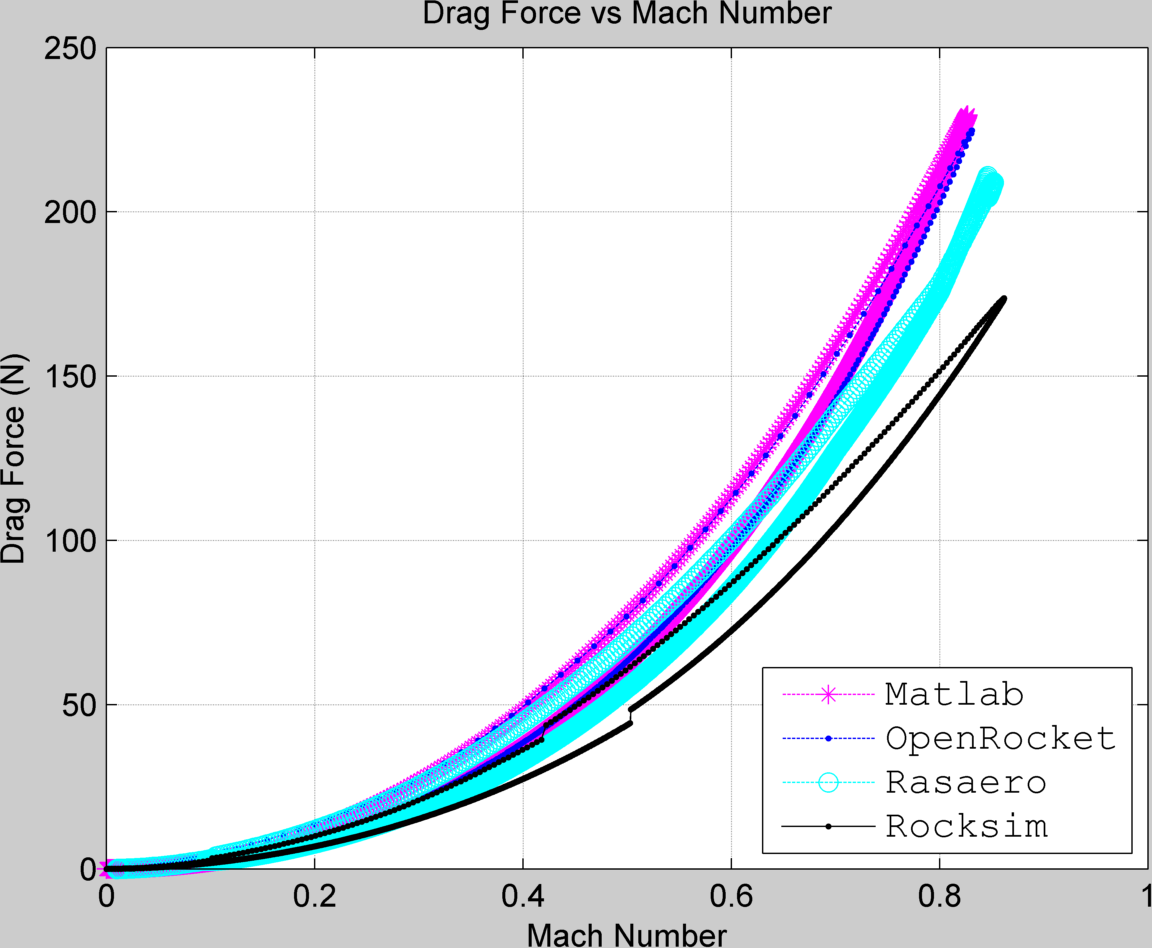 Drag Force vs Mach Number
250
200
150
100
50
0
Drag Force (N)
0 0.2 0.4 0.6 0.8 1
Mach Number
Matlab
OpenRocket
Rasaero
Rocksim